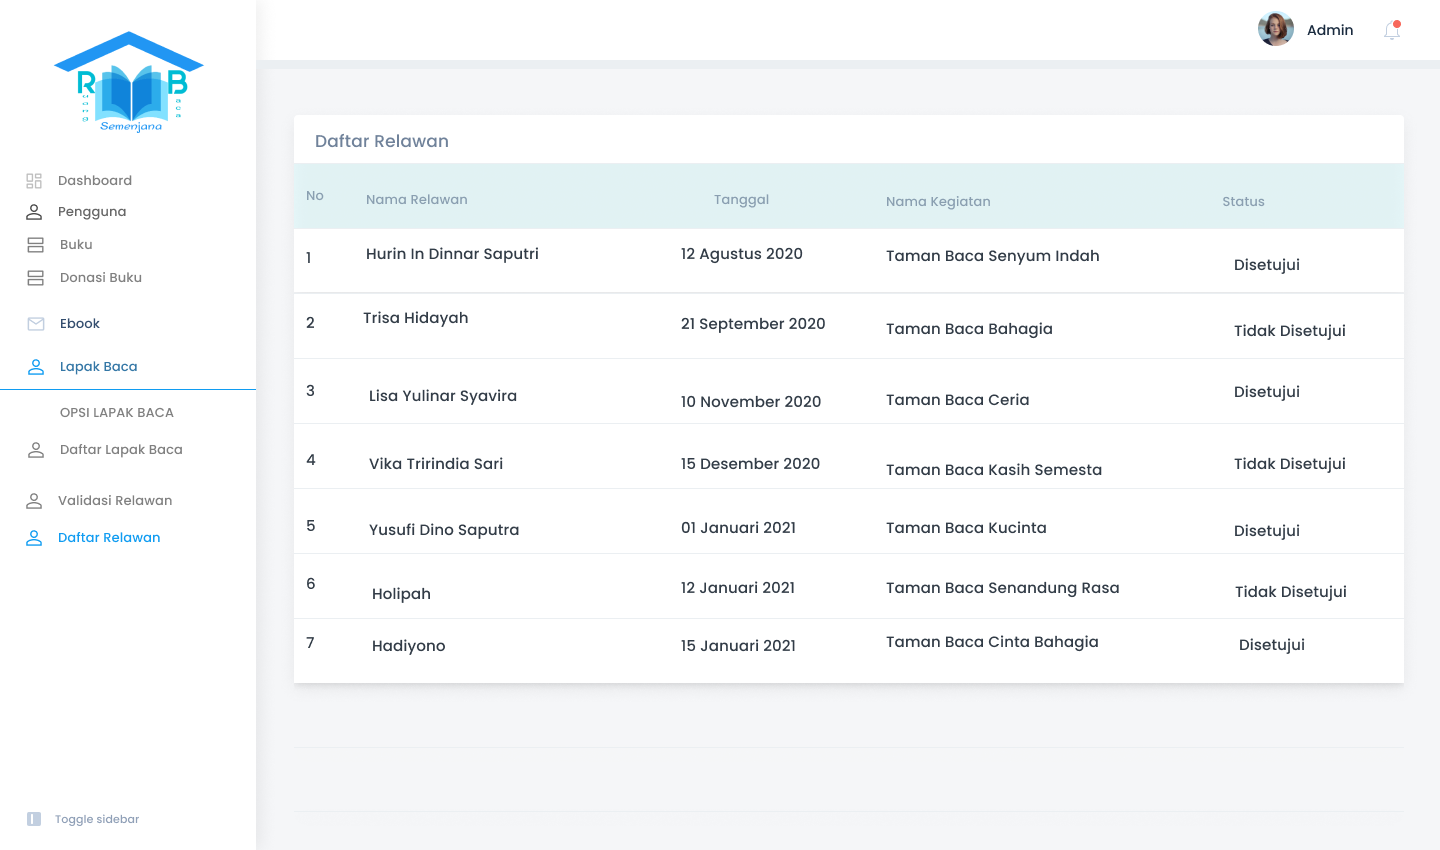 R B
Semenjana
Admin
Dashboard
Pengguna
Buku
Donasi Buku
Ebook
Lapak Baca
OPSI LAPAK BACA
Daftar Lapak Baca
Validasi Relawan
Daftar Relawan
Toggle sidebar
Daftar Relawan
No Nama Relawan Tanggal Nama Kegiatan Status
1 Hurin In Dinnar Saputri 12 Agustus 2020 Taman Baca Senyum Indah Disetujui
2 Trisa Hidayah 21 September 2020 Taman Baca Bahagia Tidak Disetujui
3 Lisa Yulinar Syavira 10 November 2020 Taman Baca Ceria Disetujui
4 Vika Tririndia Sari 15 Desember 2020 Taman Baca Kasih Semesta Tidak Disetujui
5 Yusufi Dino Saputra 01 Januari 2021 Taman Baca Kucinta Disetujui
6 Holipah 12 Januari 2021 Taman Baca Senandung Rasa Tidak Disetujui
7 Hadiyono 15 Januari 2021 Taman Baca Cinta Bahagia Disetujui